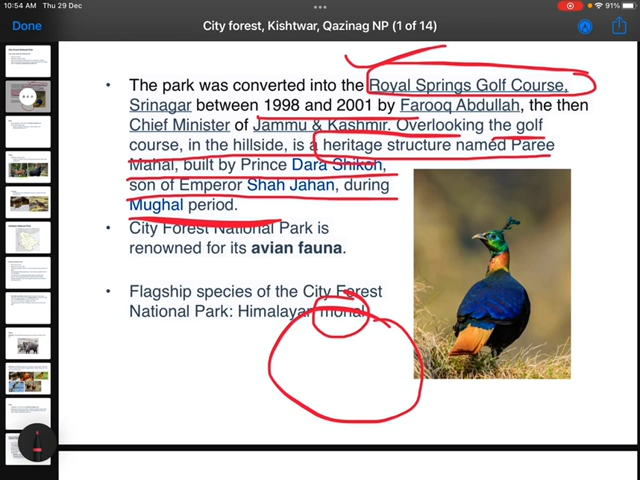 10:54 AM Thu 29 Dec
91%
Done
City forest, Kishtwar, Qazinag NP (1 of 14)
• The park was converted into the Royal Springs Golf Course,
Srinagar between 1998 and 2001 by Farooq Abdullah, the then
Chief Minister of Jammu & Kashmir. Overlooking the golf
course, in the hillside, is a heritage structure named Paree
Mahal, built by Prince Dara Shikoh,
son of Emperor Shah Jahan, during
Mughal period.
• City Forest National Park is
renowned for its avian fauna.
• Flagship species of the City Forest
National Park: Himalayan monal